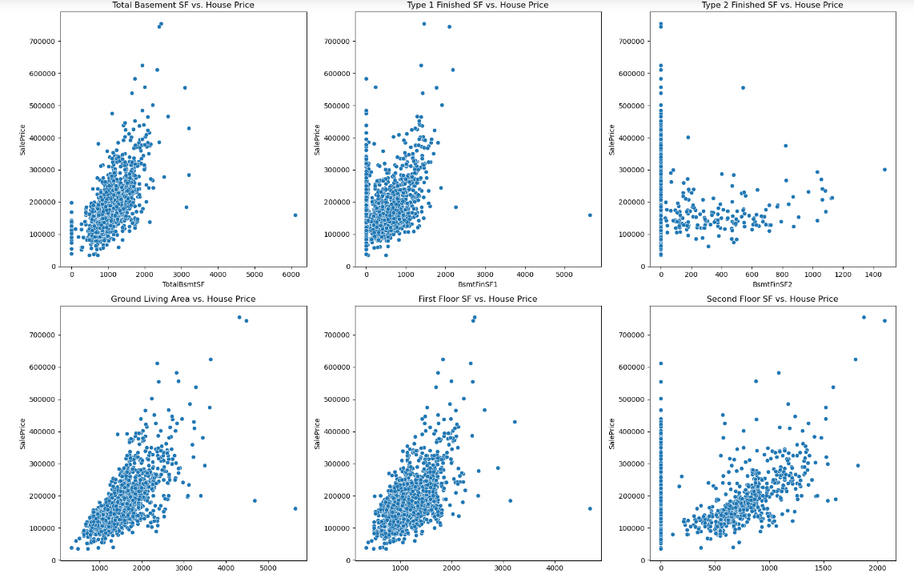 Total Basement SF vs. House Price
Type 1 Finished SF vs. House Price
Type 2 Finished SF vs. House Price
SalePrice
700000
600000
500000
400000
300000
200000
100000
0
0 1000 2000 3000 4000 5000 6000
TotalBsmtSF
SalePrice
700000
600000
500000
400000
300000
200000
100000
0
0 1000 2000 3000 4000 5000
BsmtFinSF1
SalePrice
700000
600000
500000
400000
300000
200000
100000
0
0 200 400 600 800 1000 1200 1400
BsmtFinSF2
Ground Living Area vs. House Price
First Floor SF vs. House Price
Second Floor SF vs. House Price
SalePrice
700000
600000
500000
400000
300000
200000
100000
0
1000 2000 3000 4000 5000
SalePrice
700000
600000
500000
400000
300000
200000
100000
0
1000 2000 3000 4000
SalePrice
700000
600000
500000
400000
300000
200000
100000
0
0 500 1000 1500 2000